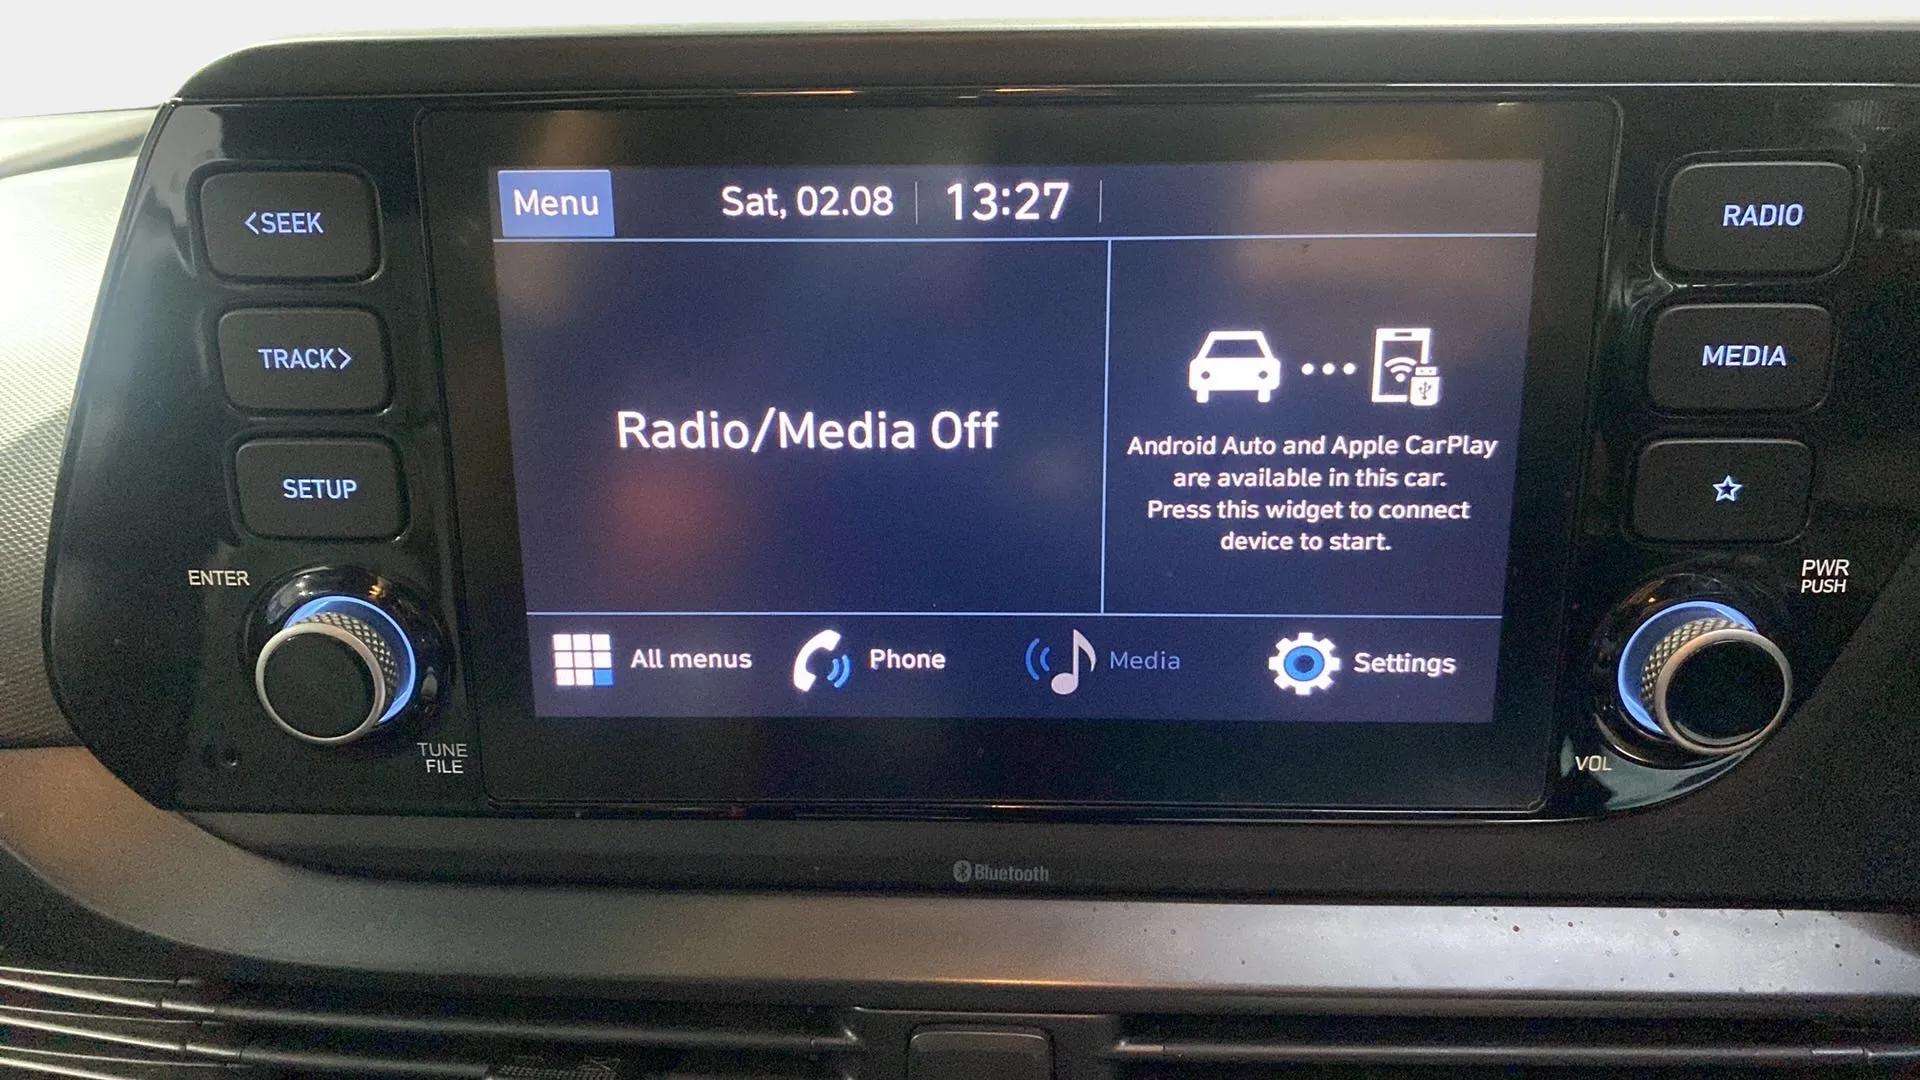 <SEEK
TRACK>
SETUP
ENTER
TUNE
FILE
Menu
Sat, 02.08
13:27
Radio/Media Off
Android Auto and Apple CarPlay
are available in this car.
Press this widget to connect
device to start.
All menus
Phone
Media
Settings
RADIO
MEDIA
PWR
PUSH
VOL
Bluetooth